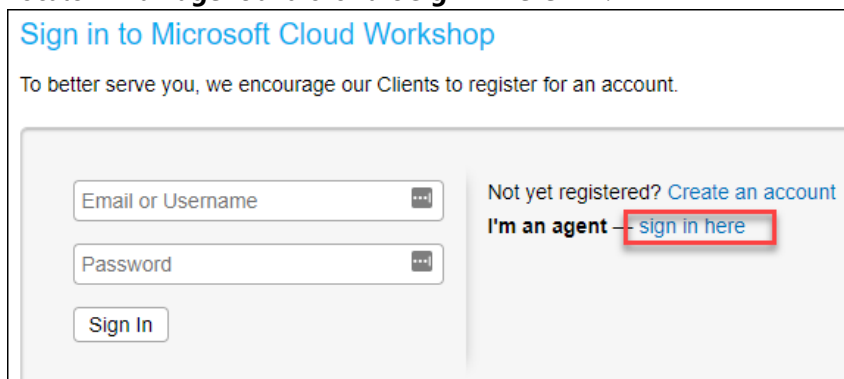 Sign in to Microsoft Cloud Workshop
To better serve you, we encourage our Clients to register for an account.
Email or Username
Not yet registered? Create an account
I'm an agent — sign in here
Password
Sign In